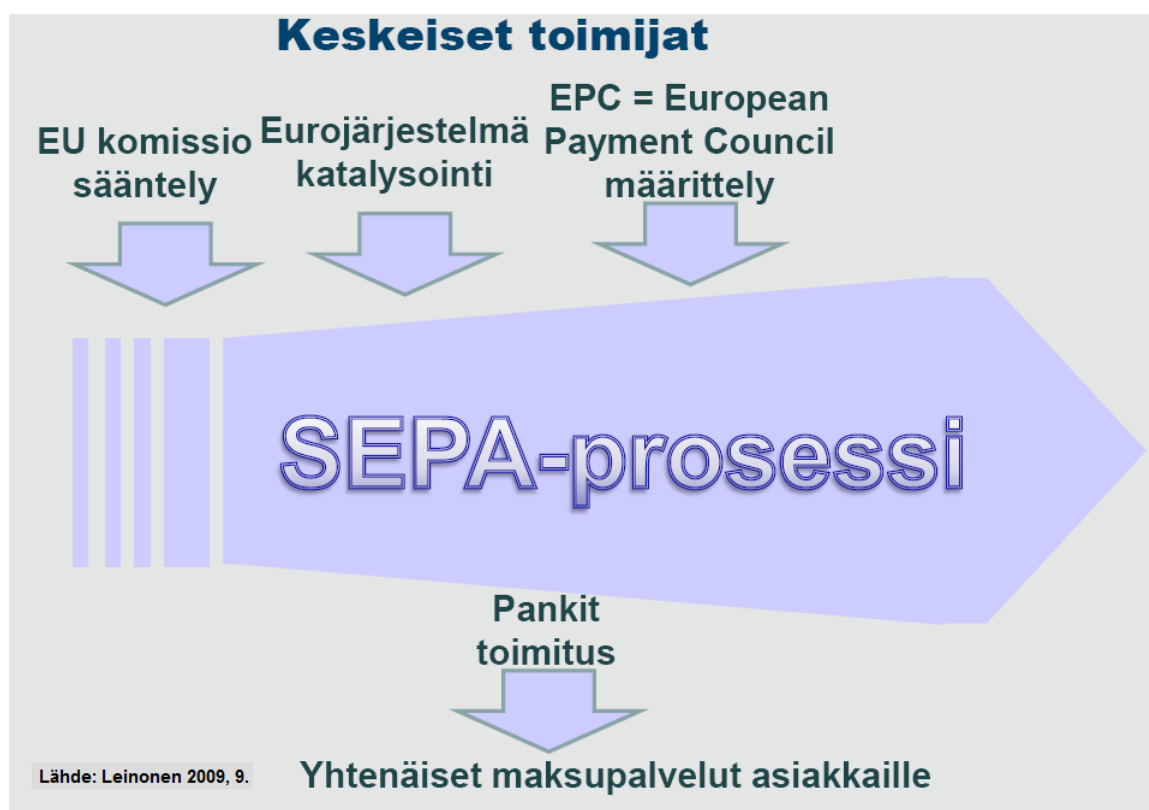 Keskeiset toimijat
EU komissio
sääntely
Eurojärjestelmä
katalysointi
EPC = European
Payment Council
määrittely
SEPA-prosessi
Pankit
toimitus
Yhtenäiset maksupalvelut asiakkaille
Lähde: Leinonen 2009, 9.